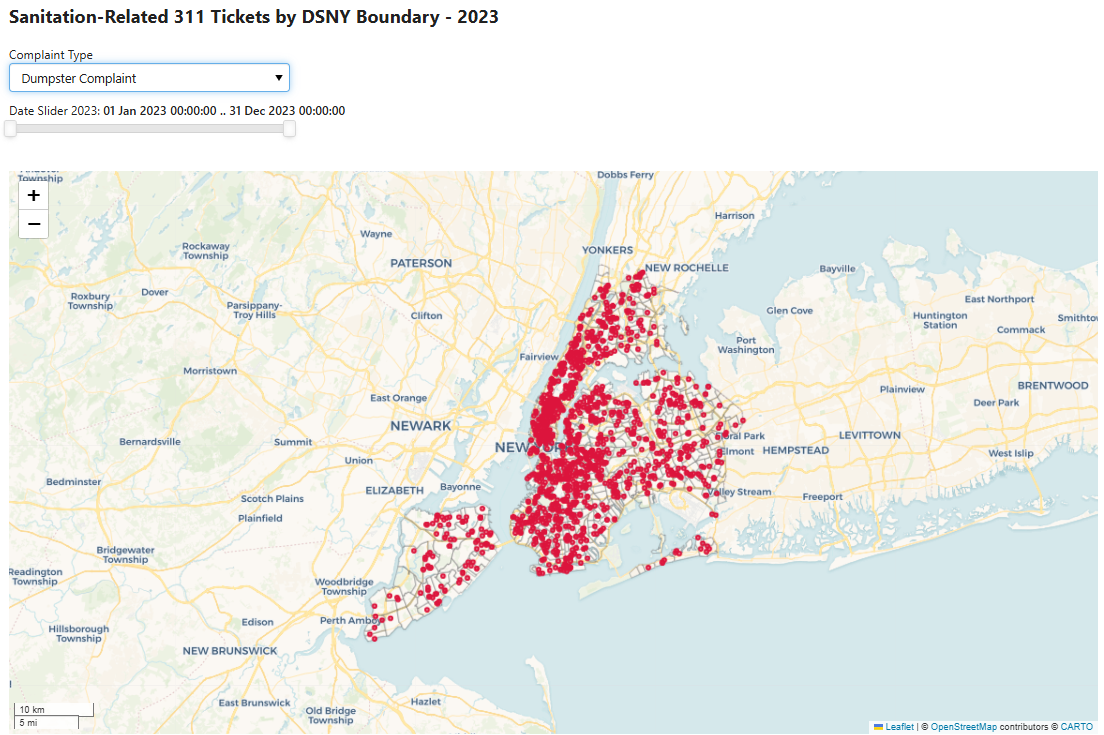 Sanitation-Related 311 Tickets by DSNY Boundary - 2023
Complaint Type
Dumpster Complaint
Date Slider 2023: 01 Jan 2023 00:00:00 .. 31 Dec 2023 00:00:00
Township
Dobbs Ferry
+
−
Harrison
Wayne
Rockaway
Township
YONKERS
PATERSON
NEW ROCHELLE
Bayville
Dover
Roxbury
Township
Parsippany-
Troy Hills
East Northport
Glen Cove
Clifton
Huntington
Station
Smithtow
Commack
Port
Washington
Fairview
Morristown
Plainview
BRENTWOOD
East Orange
Deer Park
NEWARK
Bernardsville
Summit
NEW YORK
Floral Park
LEVITTOWN
Elmont
HEMPSTEAD
West Islip
Union
Bedminster
ELIZABETH
Bayonne
Valley Stream
Freeport
Scotch Plains
Plainfield
Bridgewater
Township
Readington
Township
Woodbridge
Township
Edison
Perth Ambo
Hillsborough
Township
NEW BRUNSWICK
East Brunswick
Old Bridge
Township
Hazlet
10 km
5 mi
Leaflet | © OpenStreetMap contributors © CARTO